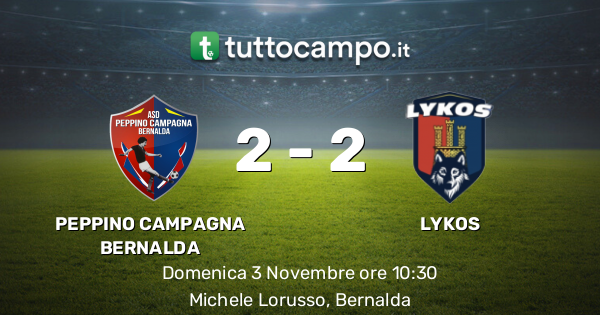 tuttocampo.it
ASD
PEPPINO CAMPAGNA
BERNALDA
LYKOS
2 - 2
PEPPINO CAMPAGNA
BERNALDA
LYKOS
Domenica 3 Novembre ore 10:30
Michele Lorusso, Bernalda